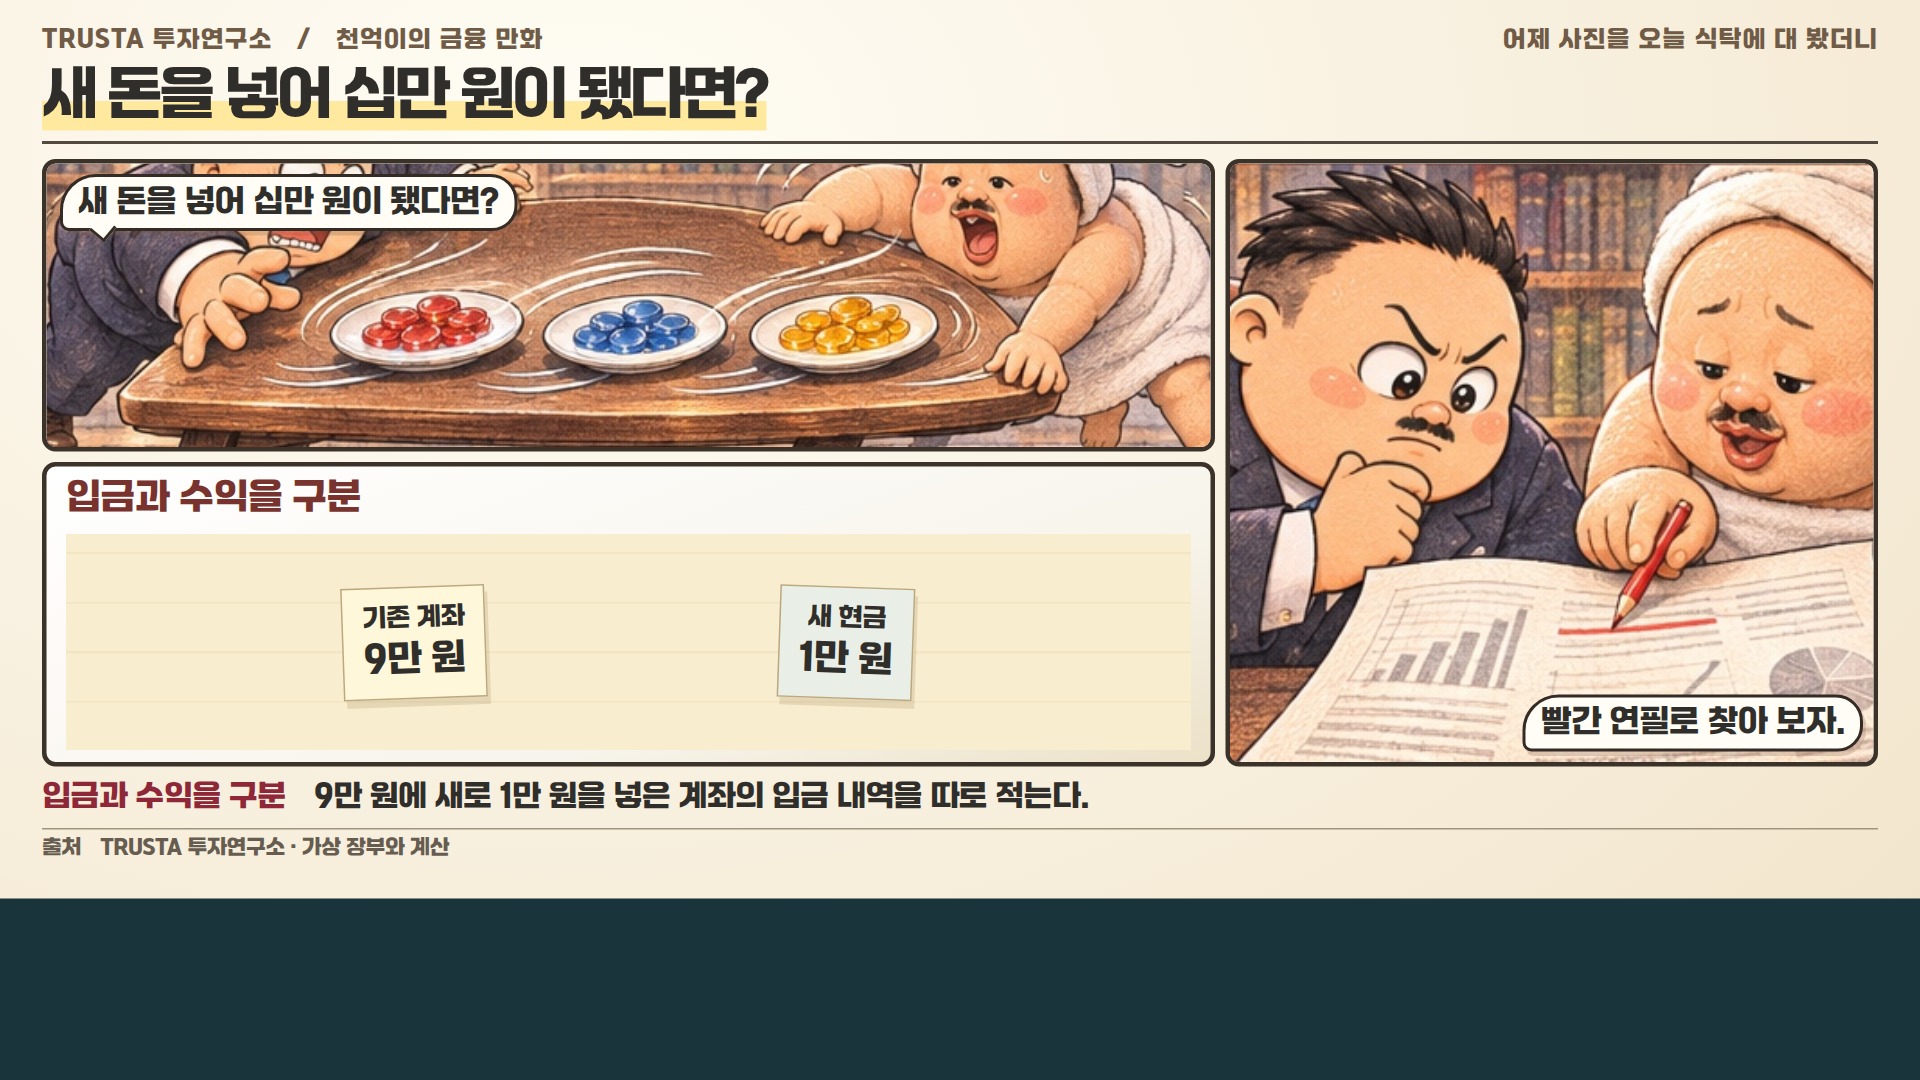 TRUSTA 투자연구소 / 천억이의 금융 만화
어제 사진을 오늘 식탁에 대 봤더니
새 돈을 넣어 십만 원이 됐다면?
새 돈을 넣어 십만 원이 됐다면?
입금과 수익을 구분
기존 계좌
9만 원
새 현금
1만 원
빨간 연필로 찾아 보자.
입금과 수익을 구분 9만 원에 새로 1만 원을 넣은 계좌의 입금 내역을 따로 적는다.
출처 TRUSTA 투자연구소 · 가상 장부와 계산